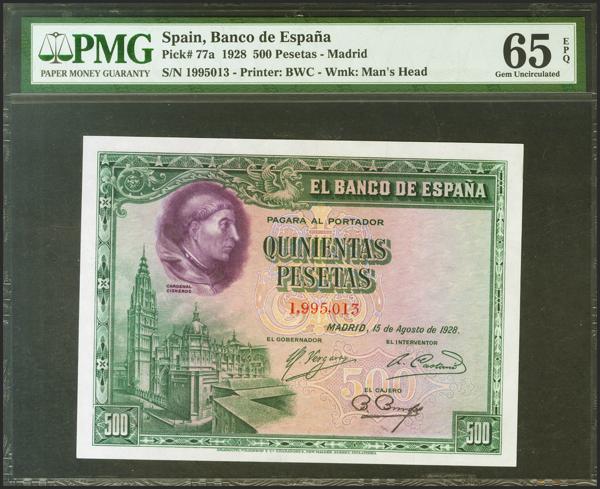 PMG
PAPER MONEY GUARANTY
Spain, Banco de España
Pick# 77a 1928 500 Pesetas - Madrid
S/N 1995013 - Printer: BWC - Wmk: Man's Head
65 EPQ
Gem Uncirculated
EL BANCO DE ESPAÑA
PAGARA AL PORTADOR
QUINIENTAS
PESETAS
CARDENAL
CISNEROS
1,995,013
MADRID, 15 de Agosto de 1928.
EL GOBERNADOR
EL INTERVENTOR
500
EL CAJERO
500
500